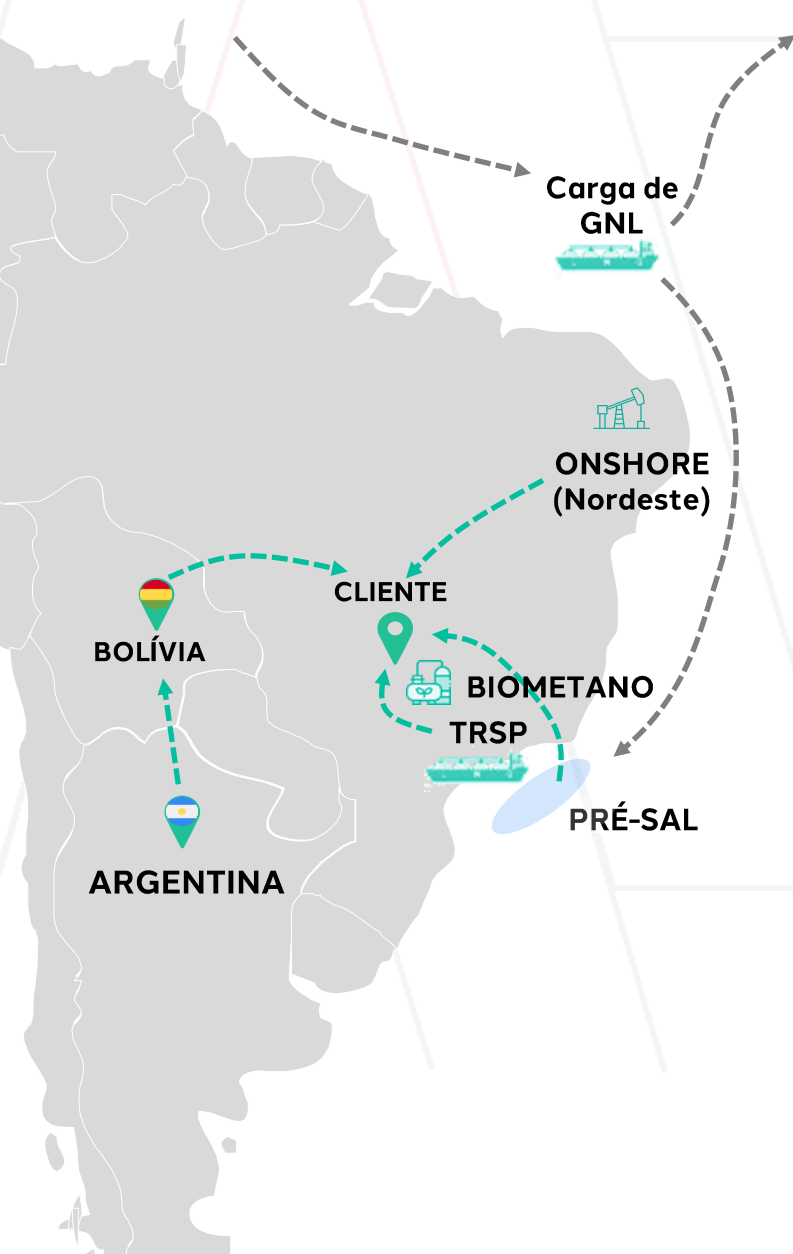 Carga de
GNL
ONSHORE
(Nordeste)
CLIENTE
BOLÍVIA
BIOMETANO
TRSP
PRÉ-SAL
ARGENTINA